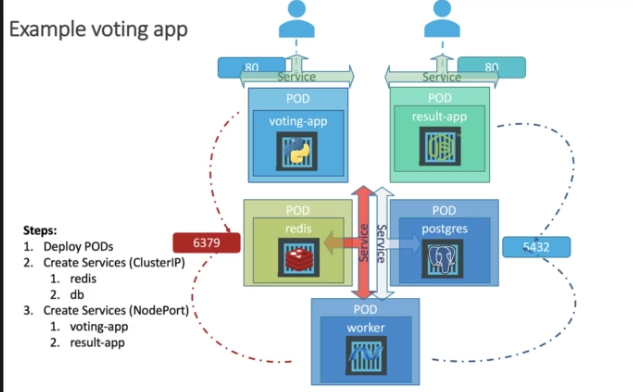 Example voting app
80
80
Service
Service
POD
voting-app
POD
result-app
POD
redis
POD
postgres
6379
Service
Service
5432
POD
worker
Steps:
1. Deploy PODs
2. Create Services (ClusterIP)
1. redis
2. db
3. Create Services (NodePort)
1. voting-app
2. result-app